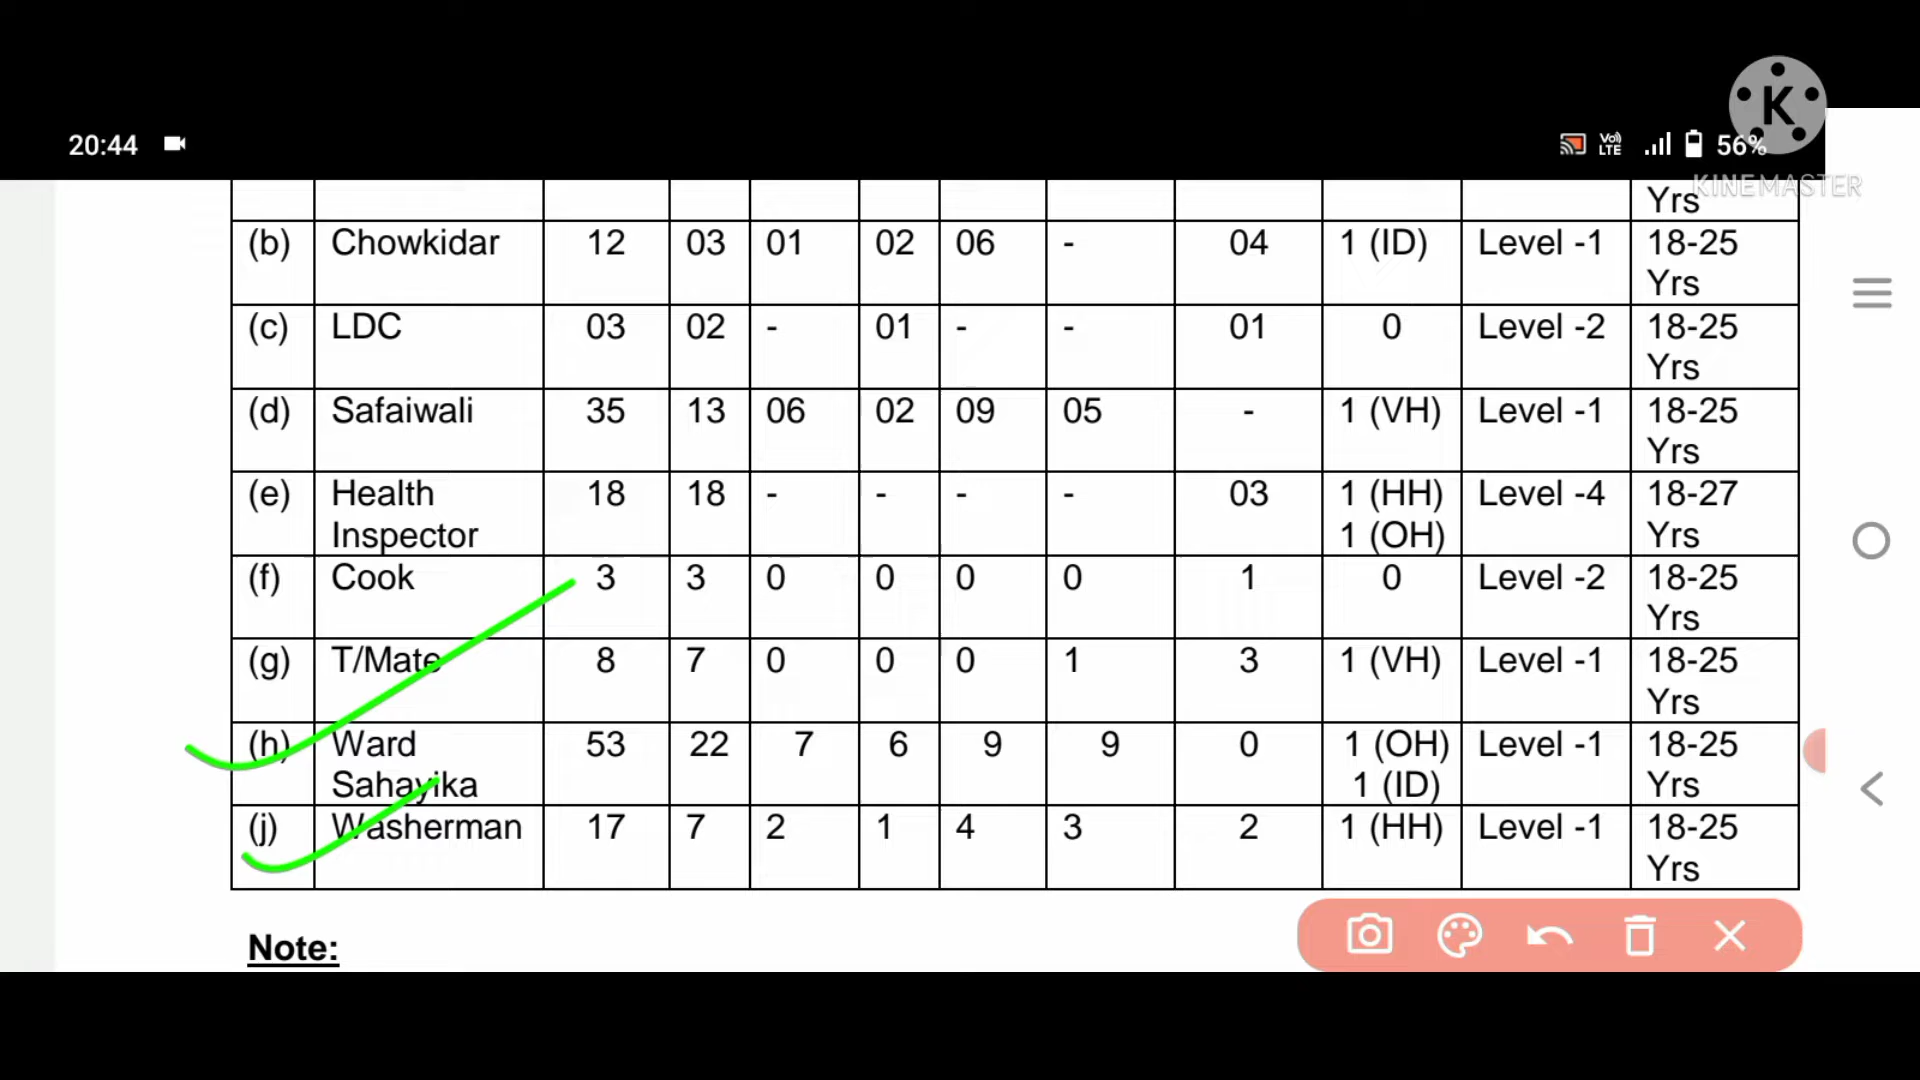 20:44 Vo)) LTE 56%
K
KINEMASTER
Yrs
(b) Chowkidar 12 03 01 02 06 - 04 1 (ID) Level -1 18-25
Yrs
(c) LDC 03 02 - 01 - - 01 0 Level -2 18-25
Yrs
(d) Safaiwali 35 13 06 02 09 05 - 1 (VH) Level -1 18-25
Yrs
(e) Health 18 18 - - - - 03 1 (HH) Level -4 18-27
Inspector 1 (OH) Yrs
(f) Cook 3 3 0 0 0 0 1 0 Level -2 18-25
Yrs
(g) T/Mate 8 7 0 0 0 1 3 1 (VH) Level -1 18-25
Yrs
(h) Ward 53 22 7 6 9 9 0 1 (OH) Level -1 18-25
Sahayika 1 (ID) Yrs
(j) Washerman 17 7 2 1 4 3 2 1 (HH) Level -1 18-25
Yrs
Note: